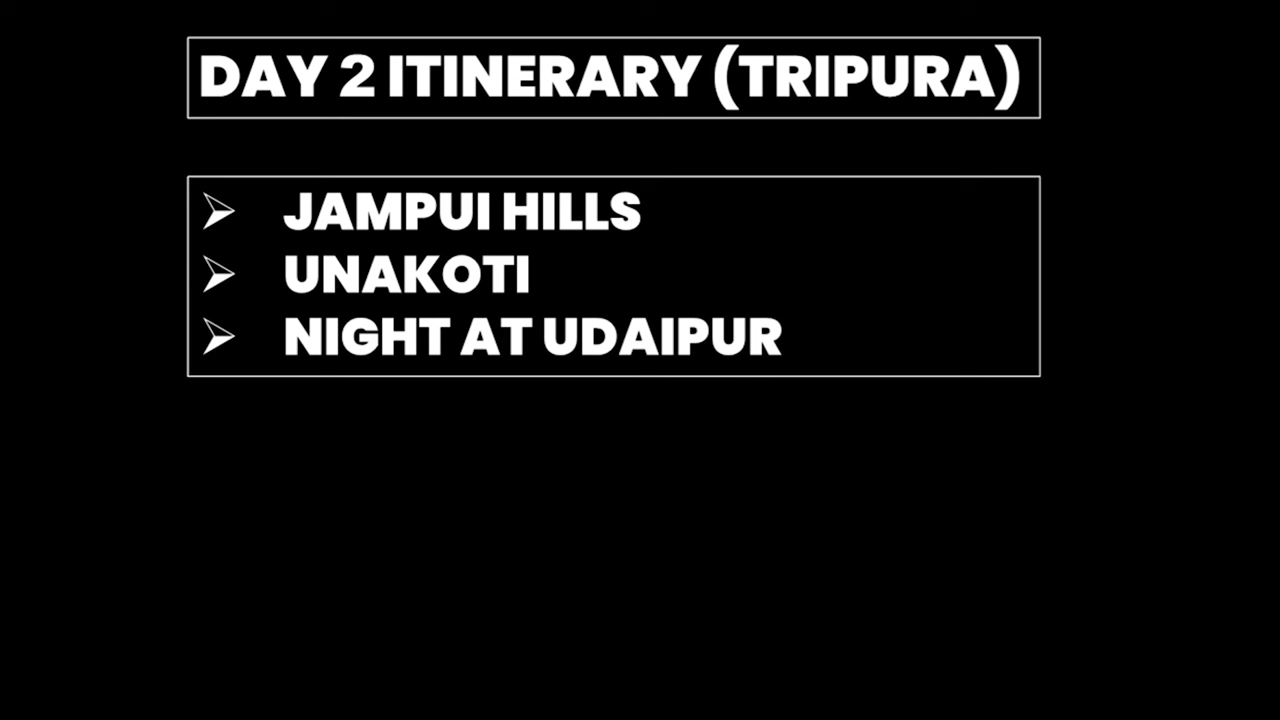 DAY 2 ITINERARY (TRIPURA)
➢ JAMPUI HILLS
➢ UNAKOTI
➢ NIGHT AT UDAIPUR